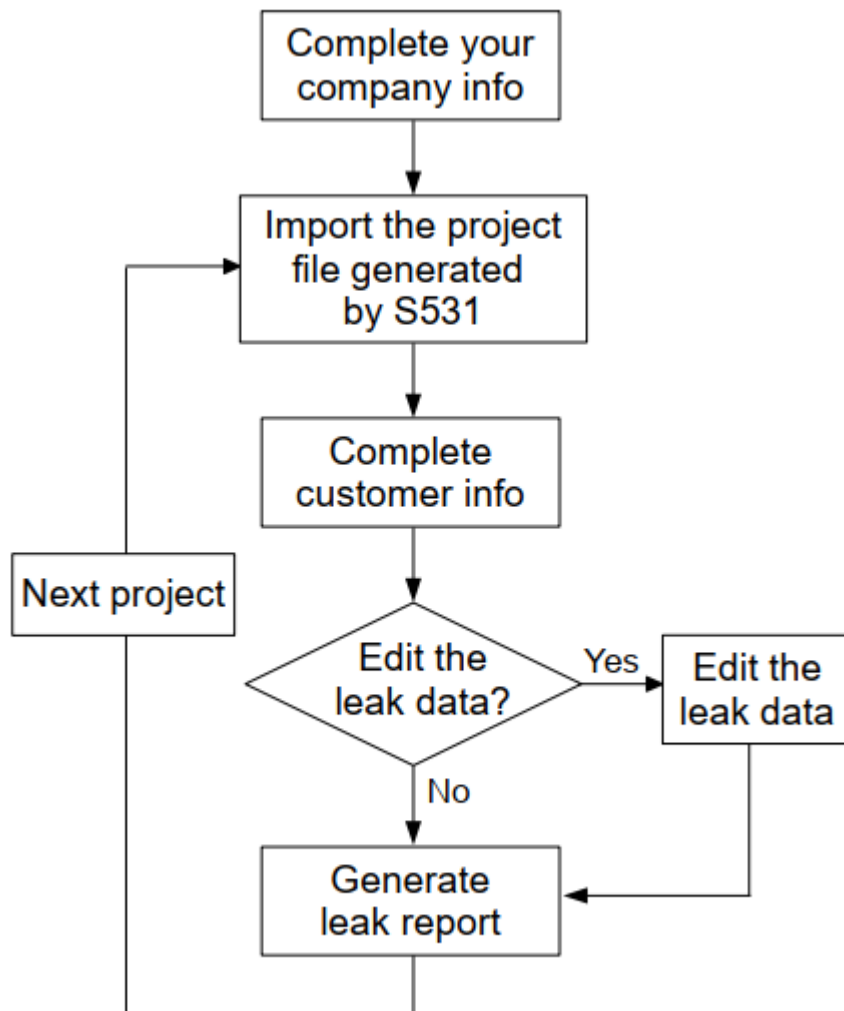 Complete your
company info
Import the project
file generated
by S531
Complete
customer info
Next project
Edit the
leak data?
Yes
Edit the
leak data
No
Generate
leak report